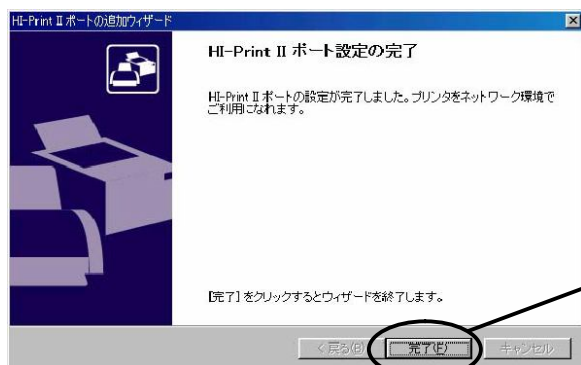 HI-Print II ポートの追加ウィザード
HI-Print II ポート設定の完了
HI-Print II ポートの設定が完了しました。プリンタをネットワーク環境で
ご利用になれます。
[完了] をクリックするとウィザードを終了します。
< 戻る(B)
完了(F)
キャンセル